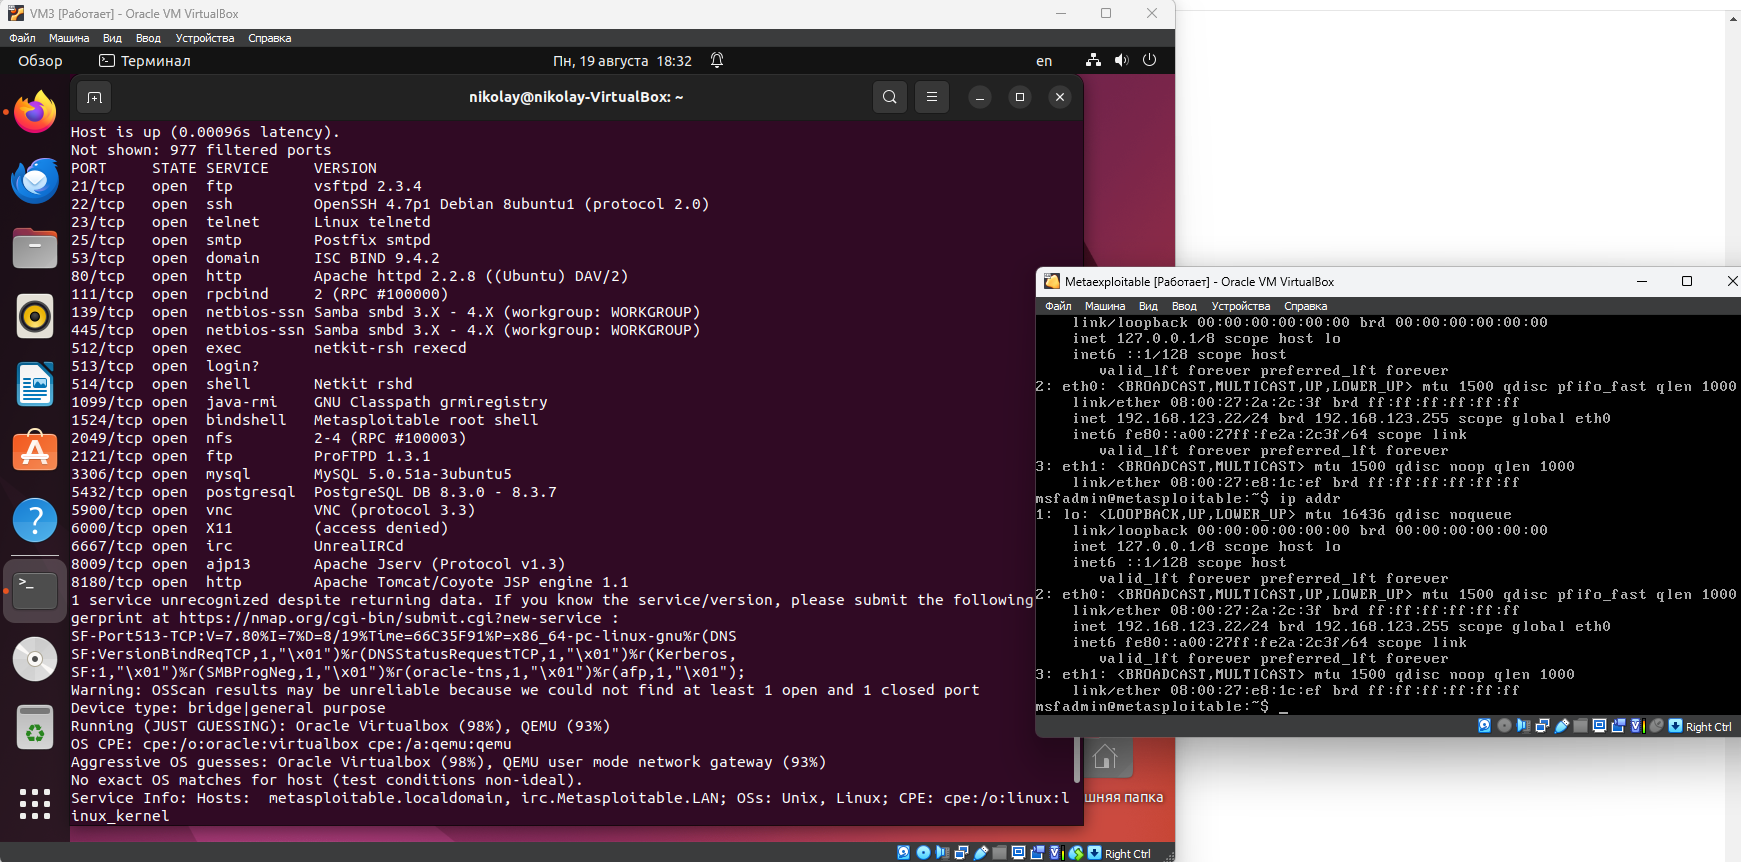 VM3 [Работает] - Oracle VM VirtualBox
Файл Машина Вид Ввод Устройства Справка
Обзор Терминал Пн, 19 августа 18:32 en
nikolay@nikolay-VirtualBox: ~
Host is up (0.00096s latency).
Not shown: 977 filtered ports
PORT STATE SERVICE VERSION
21/tcp open ftp vsftpd 2.3.4
22/tcp open ssh OpenSSH 4.7p1 Debian 8ubuntu1 (protocol 2.0)
23/tcp open telnet Linux telnetd
25/tcp open smtp Postfix smtpd
53/tcp open domain ISC BIND 9.4.2
80/tcp open http Apache httpd 2.2.8 ((Ubuntu) DAV/2)
111/tcp open rpcbind 2 (RPC #100000)
139/tcp open netbios-ssn Samba smbd 3.X - 4.X (workgroup: WORKGROUP)
445/tcp open netbios-ssn Samba smbd 3.X - 4.X (workgroup: WORKGROUP)
512/tcp open exec netkit-rsh rexecd
513/tcp open login?
514/tcp open shell Netkit rshd
1099/tcp open java-rmi GNU Classpath grmiregistry
1524/tcp open bindshell Metasploitable root shell
2049/tcp open nfs 2-4 (RPC #100003)
2121/tcp open ftp ProFTPD 1.3.1
3306/tcp open mysql MySQL 5.0.51a-3ubuntu5
5432/tcp open postgresql PostgreSQL DB 8.3.0 - 8.3.7
5900/tcp open vnc VNC (protocol 3.3)
6000/tcp open X11 (access denied)
6667/tcp open irc UnrealIRCd
8009/tcp open ajp13 Apache Jserv (Protocol v1.3)
8180/tcp open http Apache Tomcat/Coyote JSP engine 1.1
1 service unrecognized despite returning data. If you know the service/version, please submit the following
gerprint at https://nmap.org/cgi-bin/submit.cgi?new-service :
SF-Port513-TCP:V=7.80%I=7%D=8/19%Time=66C35F91%P=x86_64-pc-linux-gnu%r(DNS
SF:VersionBindReqTCP,1,"\x01")%r(DNSStatusRequestTCP,1,"\x01")%r(Kerberos,
SF:1,"\x01")%r(SMBProgNeg,1,"\x01")%r(oracle-tns,1,"\x01")%r(afp,1,"\x01");
Warning: OSScan results may be unreliable because we could not find at least 1 open and 1 closed port
Device type: bridge|general purpose
Running (JUST GUESSING): Oracle Virtualbox (98%), QEMU (93%)
OS CPE: cpe:/o:oracle:virtualbox cpe:/a:qemu:qemu
Aggressive OS guesses: Oracle Virtualbox (98%), QEMU user mode network gateway (93%)
No exact OS matches for host (test conditions non-ideal).
Service Info: Hosts:  metasploitable.localdomain, irc.Metasploitable.LAN; OSs: Unix, Linux; CPE: cpe:/o:linux:l
inux_kernel
шняя папка
Right Ctrl
Metaexploitable [Работает] - Oracle VM VirtualBox
Файл Машина Вид Ввод Устройства Справка
link/loopback 00:00:00:00:00:00 brd 00:00:00:00:00:00
inet 127.0.0.1/8 scope host lo
inet6 ::1/128 scope host
valid_lft forever preferred_lft forever
2: eth0: <BROADCAST,MULTICAST,UP,LOWER_UP> mtu 1500 qdisc pfifo_fast qlen 1000
link/ether 08:00:27:2a:2c:3f brd ff:ff:ff:ff:ff:ff
inet 192.168.123.22/24 brd 192.168.123.255 scope global eth0
inet6 fe80::a00:27ff:fe2a:2c3f/64 scope link
valid_lft forever preferred_lft forever
3: eth1: <BROADCAST,MULTICAST> mtu 1500 qdisc noop qlen 1000
link/ether 08:00:27:e8:1c:ef brd ff:ff:ff:ff:ff:ff
msfadmin@metasploitable:~$ ip addr
1: lo: <LOOPBACK,UP,LOWER_UP> mtu 16436 qdisc noqueue
link/loopback 00:00:00:00:00:00 brd 00:00:00:00:00:00
inet 127.0.0.1/8 scope host lo
inet6 ::1/128 scope host
valid_lft forever preferred_lft forever
2: eth0: <BROADCAST,MULTICAST,UP,LOWER_UP> mtu 1500 qdisc pfifo_fast qlen 1000
link/ether 08:00:27:2a:2c:3f brd ff:ff:ff:ff:ff:ff
inet 192.168.123.22/24 brd 192.168.123.255 scope global eth0
inet6 fe80::a00:27ff:fe2a:2c3f/64 scope link
valid_lft forever preferred_lft forever
3: eth1: <BROADCAST,MULTICAST> mtu 1500 qdisc noop qlen 1000
link/ether 08:00:27:e8:1c:ef brd ff:ff:ff:ff:ff:ff
msfadmin@metasploitable:~$ _
Right Ctrl